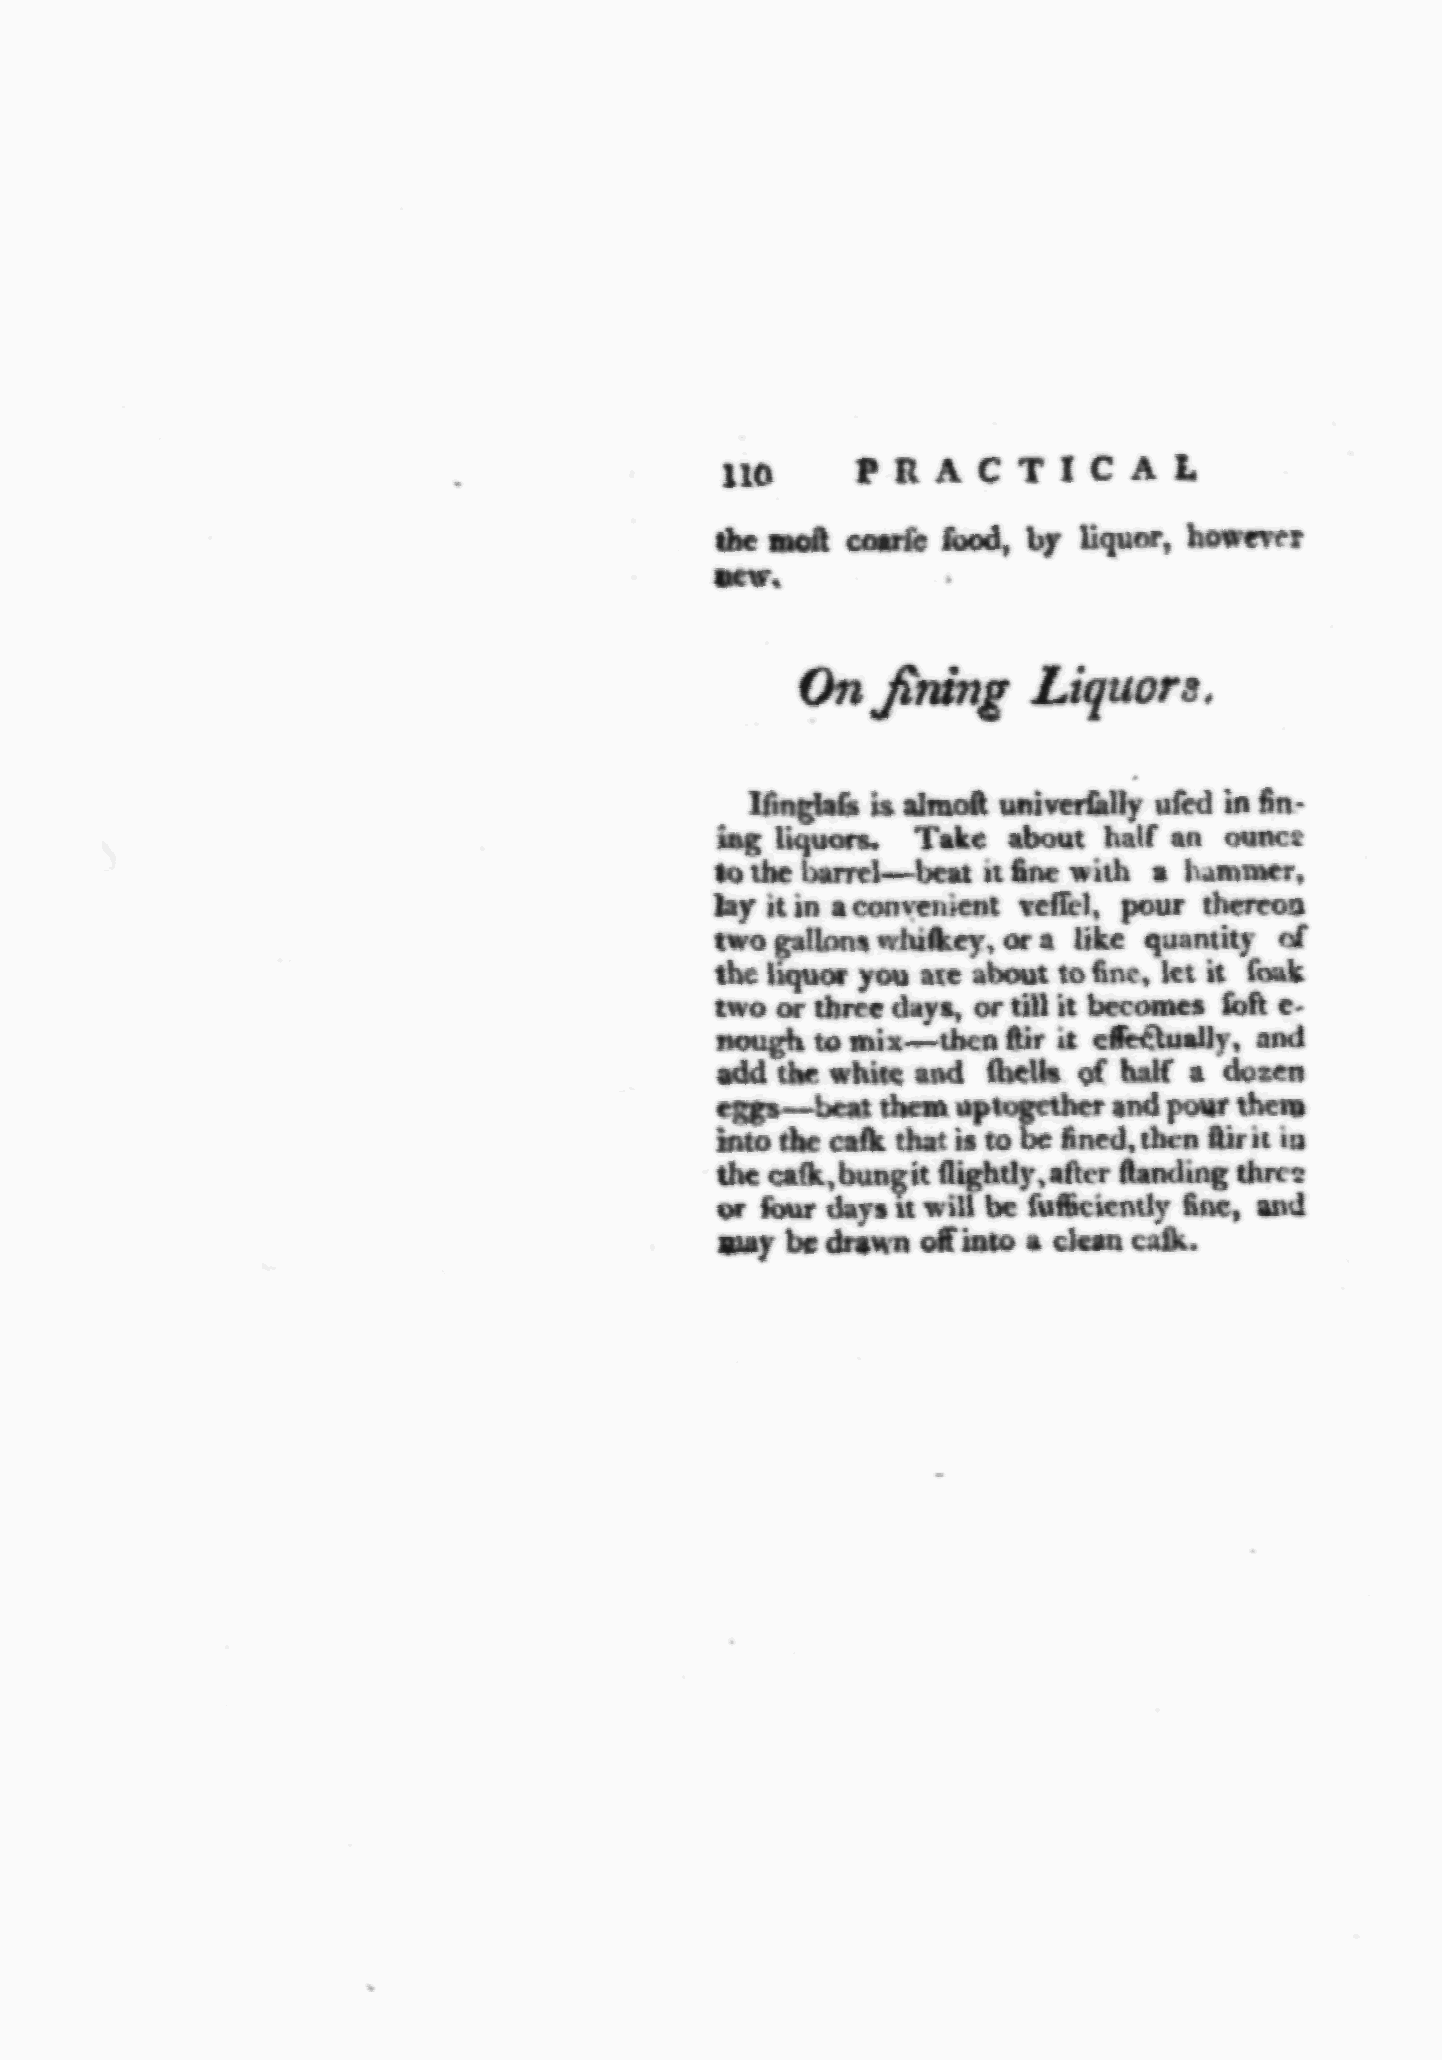 110 PRACTICAL
the moſt coarſe food, by liquor, however
new.
On fining Liquors.
Iſinglaſs is almoſt univerſally uſed in fin-
ing liquors. Take about half an ounce
to the barrel—beat it fine with a hammer,
lay it in a convenient veſſel, pour thereon
two gallons whiſkey, or a like quantity of
the liquor you are about to fine, let it ſoak
two or three days, or till it becomes ſoft e-
nough to mix—then ſtir it effectually, and
add the white and ſhells of half a dozen
eggs—beat them up together and pour them
into the caſk that is to be fined, then ſtir it in
the caſk, bung it ſlightly, after ſtanding three
or four days it will be ſufficiently fine, and
may be drawn off into a clean caſk.